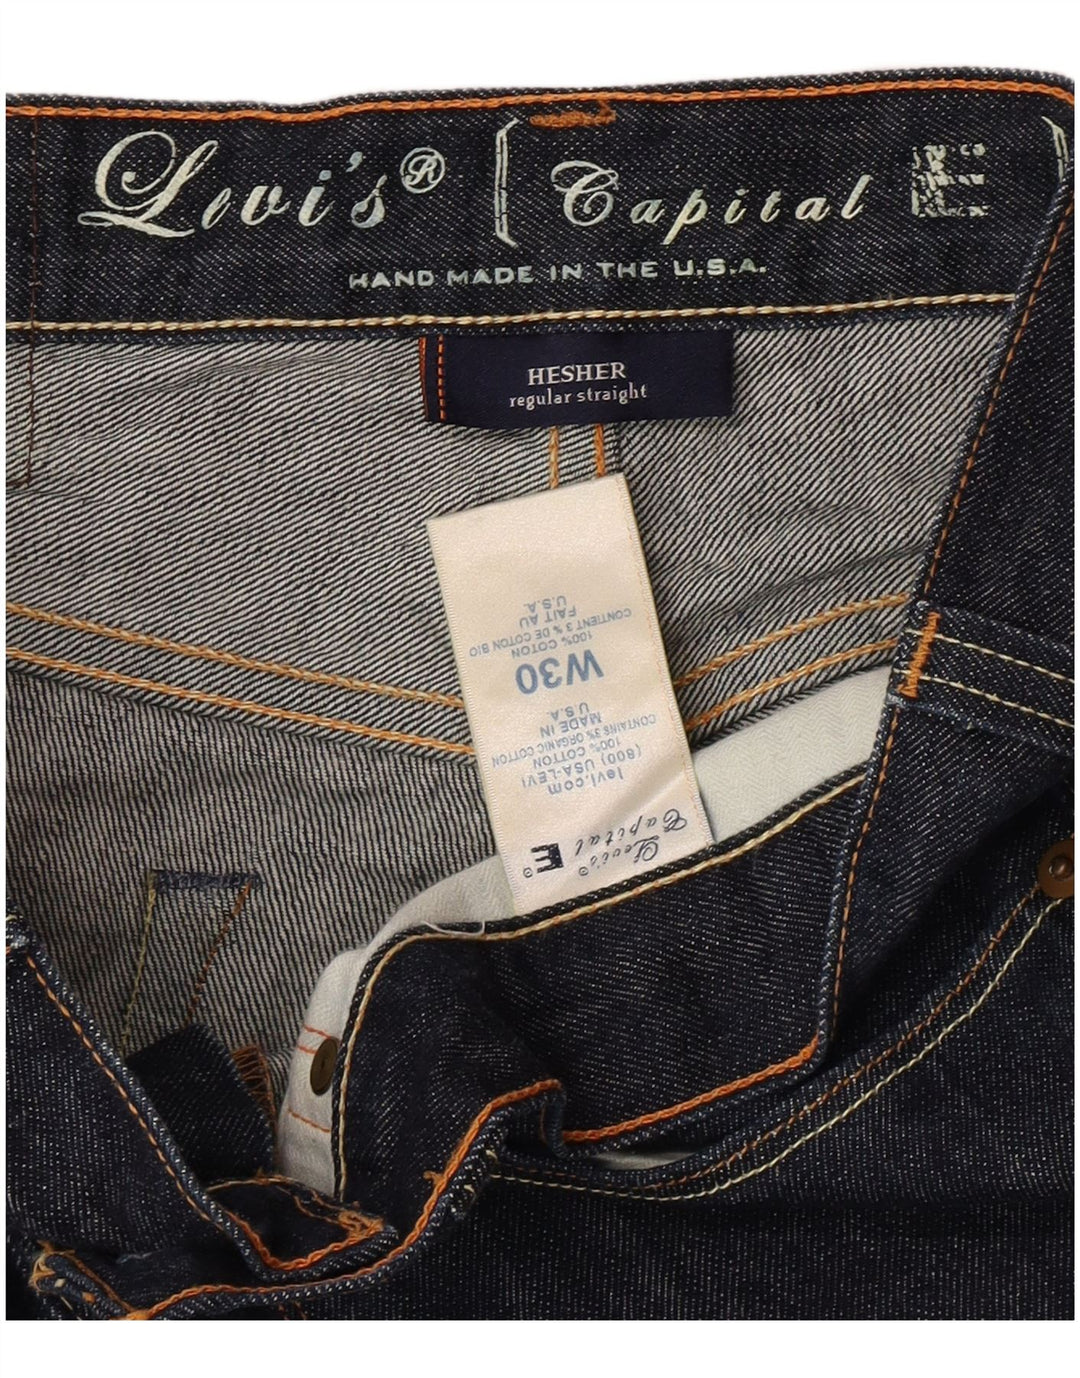 Levi's® [ Capital E ]
HAND MADE IN THE U.S.A.
HESHER
regular straight
Levi's®
Capital E®
levi.com
(800) USA-LEVI
100% COTTON
CONTAINS 3% ORGANIC COTTON
MADE IN
U.S.A.
W30
100% COTON
CONTIENT 3 % DE COTON BIO
FAIT AU
U.S.A.